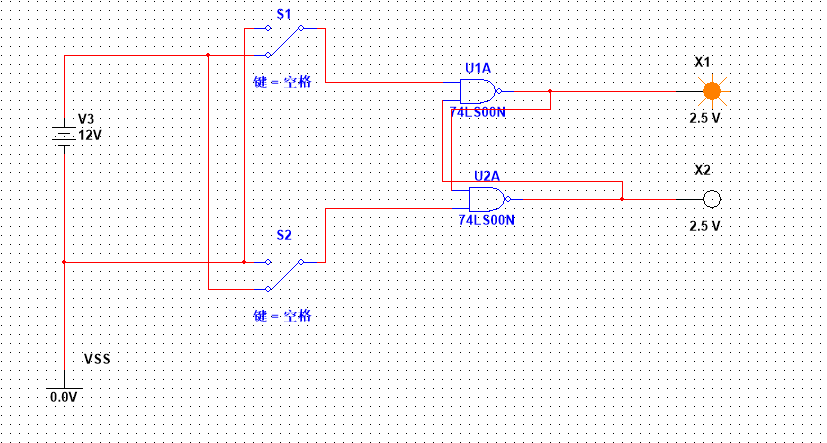 S1
键 = 空格
U1A
74LS00N
X1
2.5 V
V3
12V
X2
2.5 V
U2A
74LS00N
S2
键 = 空格
VSS
0.0V